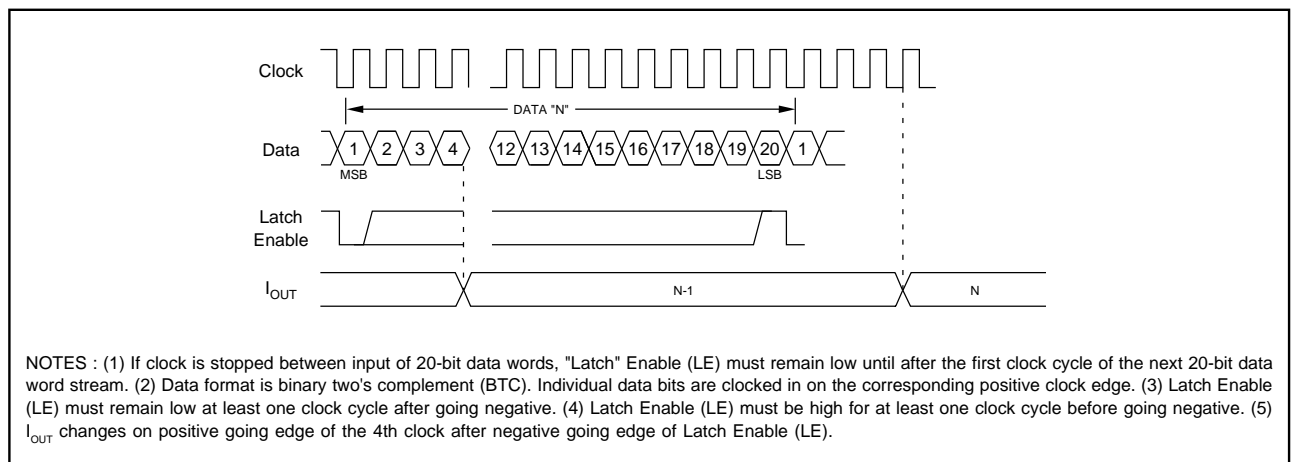 Clock
DATA "N"
Data 1 2 3 4 12 13 14 15 16 17 18 19 20 1
MSB LSB
Latch
Enable
IOUT N-1 N
NOTES : (1) If clock is stopped between input of 20-bit data words, "Latch" Enable (LE) must remain low until after the first clock cycle of the next 20-bit data
word stream. (2) Data format is binary two's complement (BTC). Individual data bits are clocked in on the corresponding positive clock edge. (3) Latch Enable
(LE) must remain low at least one clock cycle after going negative. (4) Latch Enable (LE) must be high for at least one clock cycle before going negative. (5)
IOUT changes on positive going edge of the 4th clock after negative going edge of Latch Enable (LE).